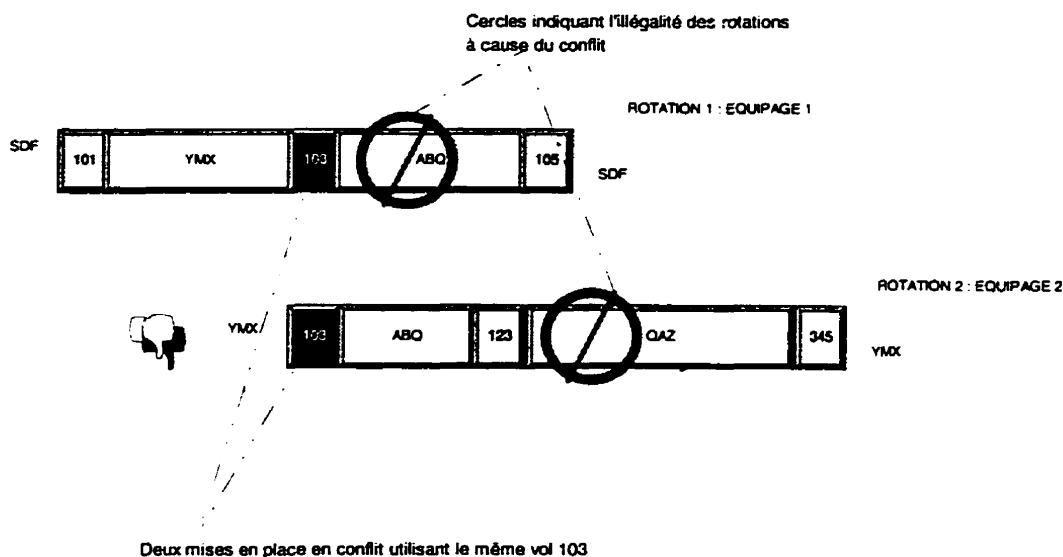 Cercles indiquant l'illégalité des rotations
à cause du conflit
ROTATION 1 : EQUIPAGE 1
SDF 101 YMX 103 ABQ 105 SDF
ROTATION 2 : EQUIPAGE 2
YMX 103 ABQ 123 QAZ 345 YMX
Deux mises en place en conflit utilisant le même vol 103